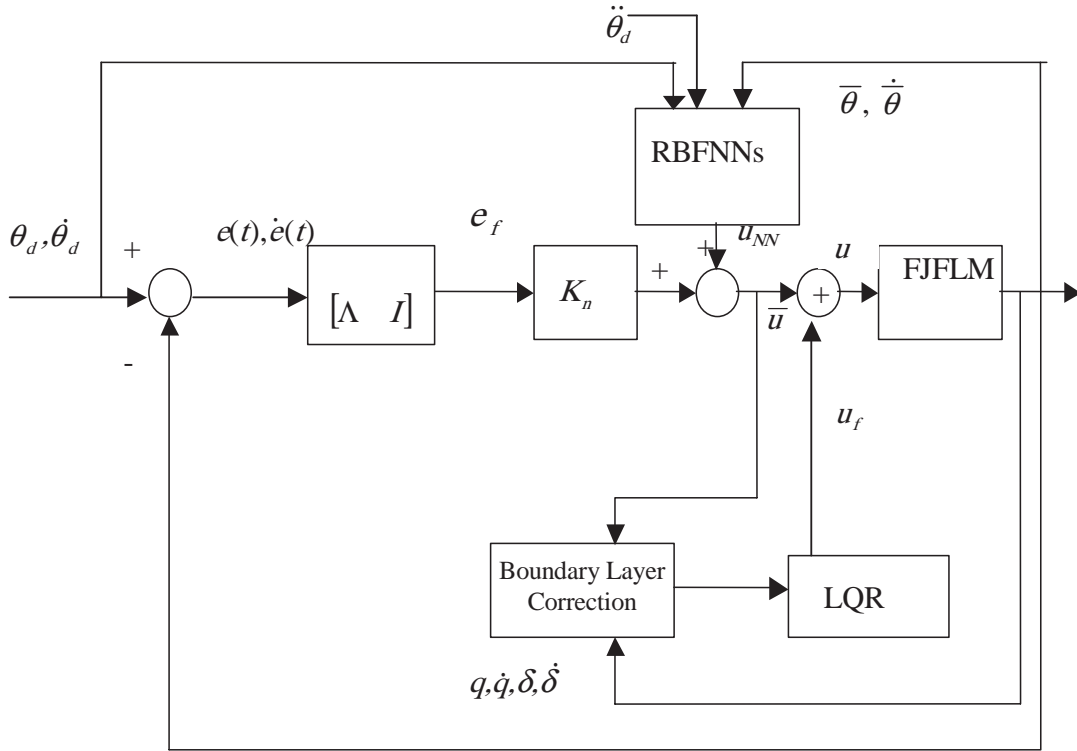 θ̈_d
θ̄, θ̄̇
RBFNNs
θ_d, θ̇_d
+
e(t), ė(t)
e_f
+
u_NN
u
FJFLM
+
[Λ I]
K_n
+
ū
-
u_f
Boundary Layer
Correction
LQR
q, q̇, δ, δ̇